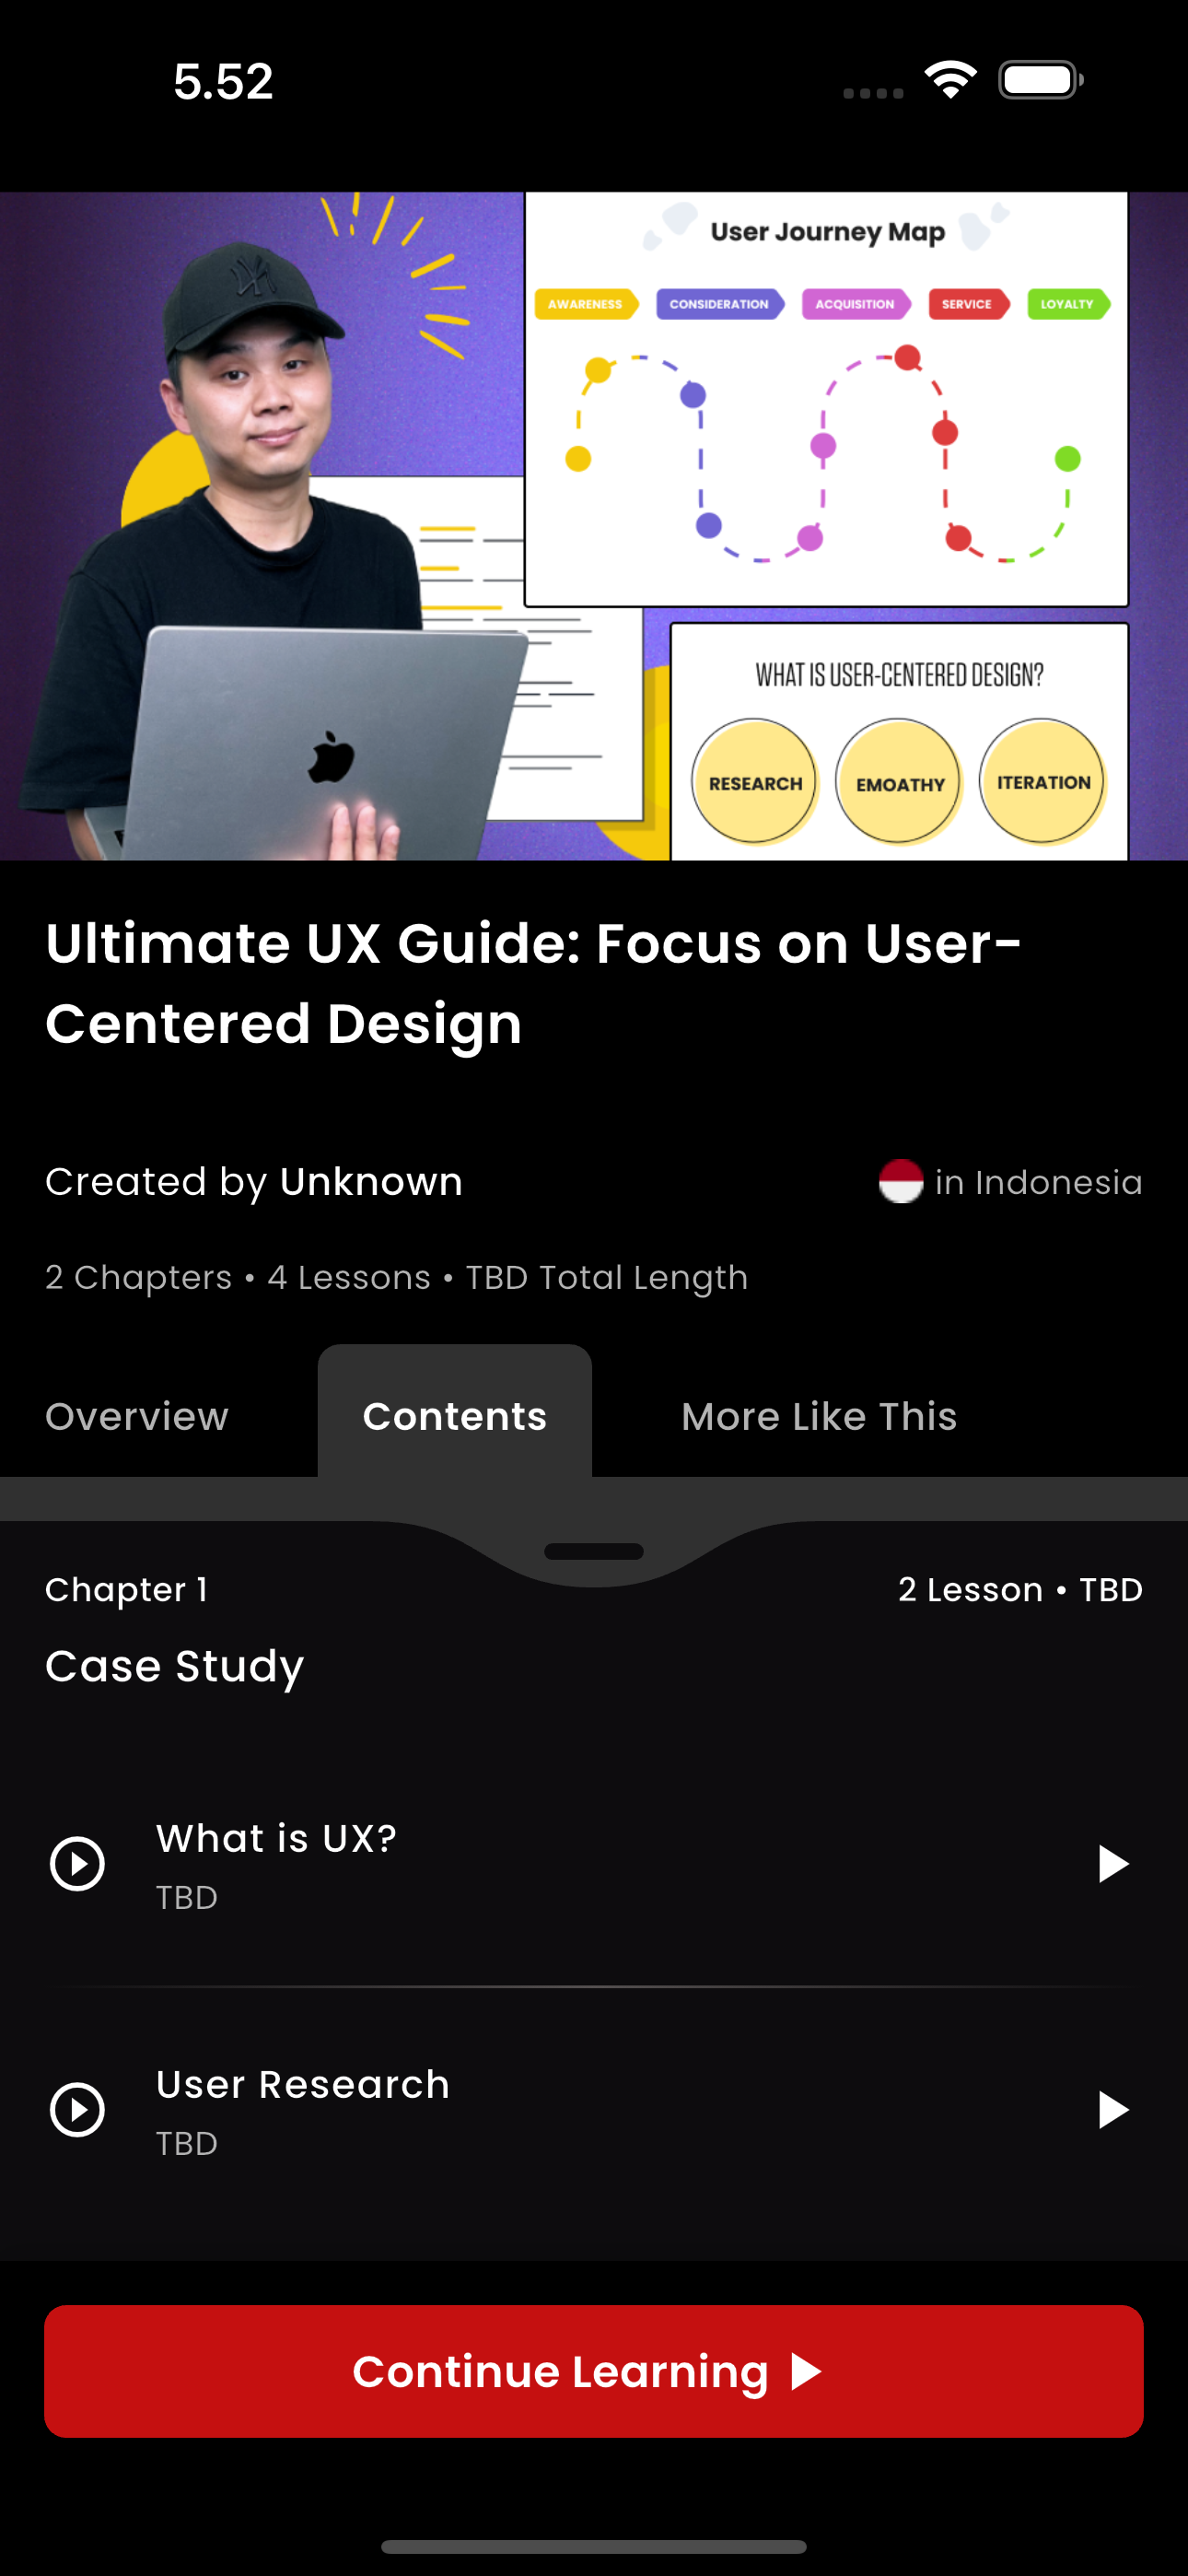 5.52
User Journey Map
AWARENESS CONSIDERATION ACQUISITION SERVICE LOYALTY
WHAT IS USER-CENTERED DESIGN?
RESEARCH EMOATHY ITERATION
Ultimate UX Guide: Focus on User-
Centered Design
Created by Unknown in Indonesia
2 Chapters • 4 Lessons • TBD Total Length
Overview Contents More Like This
Chapter 1 2 Lesson • TBD
Case Study
What is UX?
TBD
User Research
TBD
Continue Learning